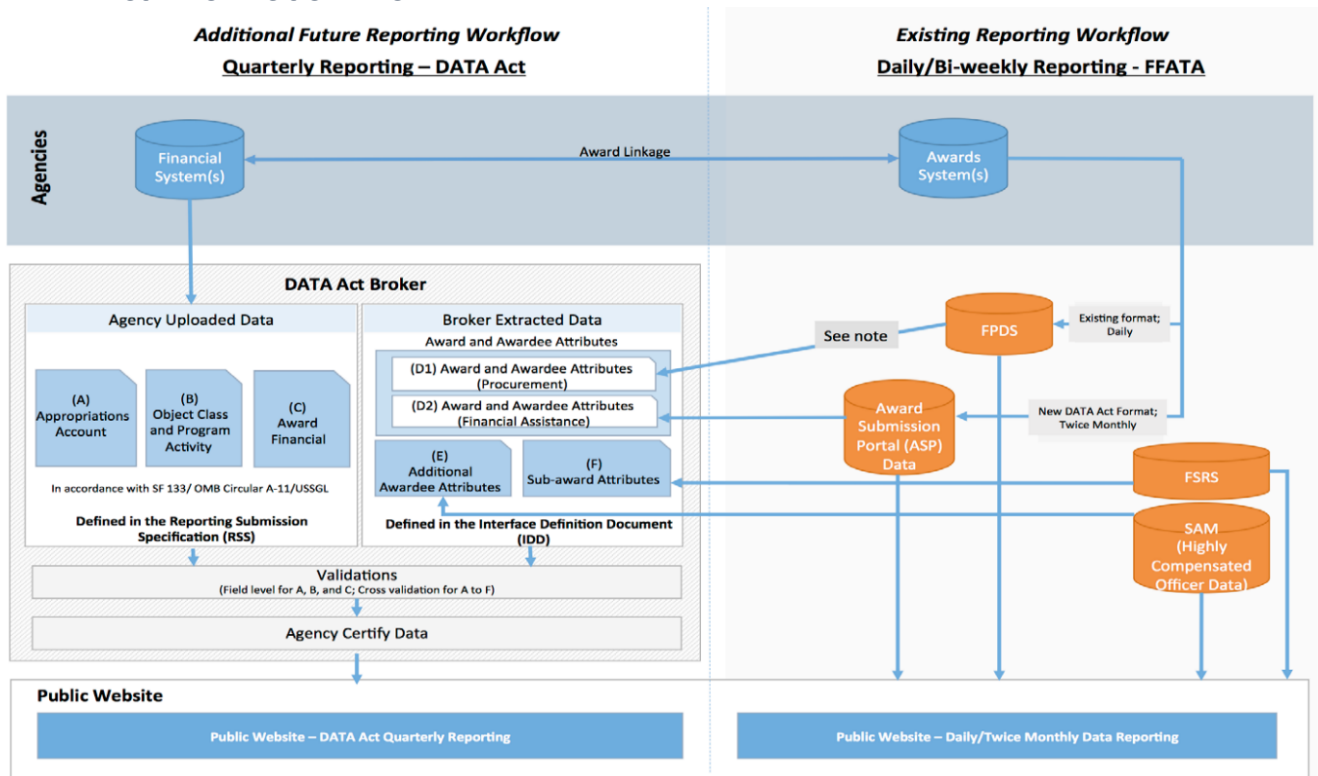 Additional Future Reporting Workflow
Quarterly Reporting – DATA Act
Existing Reporting Workflow
Daily/Bi-weekly Reporting - FFATA
Agencies
Financial
System(s)
Award Linkage
Awards
System(s)
DATA Act Broker
Agency Uploaded Data
(A)
Appropriations
Account
(B)
Object Class
and Program
Activity
(C)
Award
Financial
In accordance with SF 133/ OMB Circular A-11/USSGL
Defined in the Reporting Submission
Specification (RSS)
Broker Extracted Data
Award and Awardee Attributes
(D1) Award and Awardee Attributes
(Procurement)
(D2) Award and Awardee Attributes
(Financial Assistance)
(E)
Additional
Awardee Attributes
(F)
Sub-award Attributes
Defined in the Interface Definition Document
(IDD)
See note
FPDS
Existing format;
Daily
Award
Submission
Portal (ASP)
Data
New DATA Act Format;
Twice Monthly
FSRS
SAM
(Highly
Compensated
Officer Data)
Validations
(Field level for A, B, and C; Cross validation for A to F)
Agency Certify Data
Public Website
Public Website – DATA Act Quarterly Reporting
Public Website – Daily/Twice Monthly Data Reporting